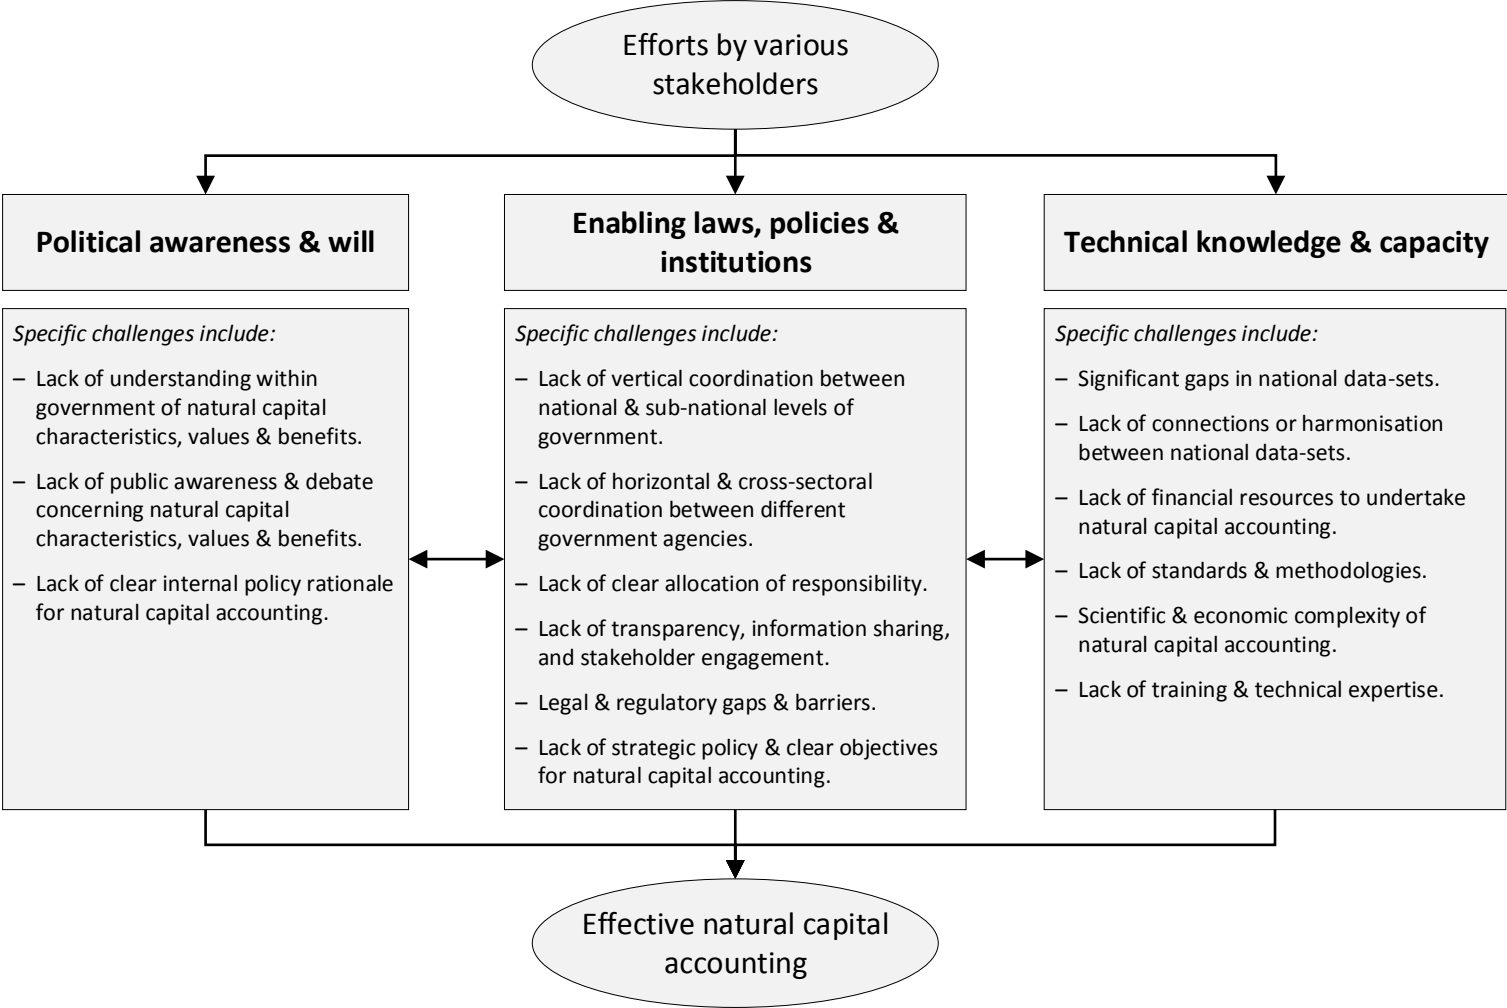 Efforts by various
stakeholders
Political awareness & will
Enabling laws, policies &
institutions
Technical knowledge & capacity
Specific challenges include:
– Lack of understanding within
government of natural capital
characteristics, values & benefits.
– Lack of public awareness & debate
concerning natural capital
characteristics, values & benefits.
– Lack of clear internal policy rationale
for natural capital accounting.
Specific challenges include:
– Lack of vertical coordination between
national & sub-national levels of
government.
– Lack of horizontal & cross-sectoral
coordination between different
government agencies.
– Lack of clear allocation of responsibility.
– Lack of transparency, information sharing,
and stakeholder engagement.
– Legal & regulatory gaps & barriers.
– Lack of strategic policy & clear objectives
for natural capital accounting.
Specific challenges include:
– Significant gaps in national data-sets.
– Lack of connections or harmonisation
between national data-sets.
– Lack of financial resources to undertake
natural capital accounting.
– Lack of standards & methodologies.
– Scientific & economic complexity of
natural capital accounting.
– Lack of training & technical expertise.
Effective natural capital
accounting